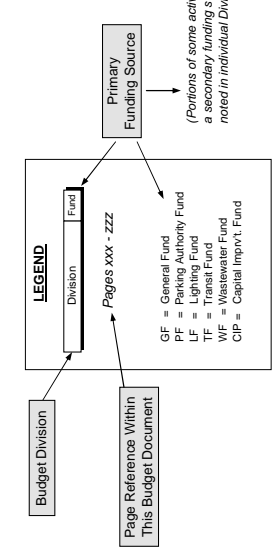 LEGEND
Budget Division
Division Fund
Pages xxx - zzz
Page Reference Within
This Budget Document
GF = General Fund
PF = Parking Authority Fund
LF = Lighting Fund
TF = Transit Fund
WF = Wastewater Fund
CIP = Capital Imprv't. Fund
Primary
Funding Source
(Portions of some
a secondary funding
noted in individual